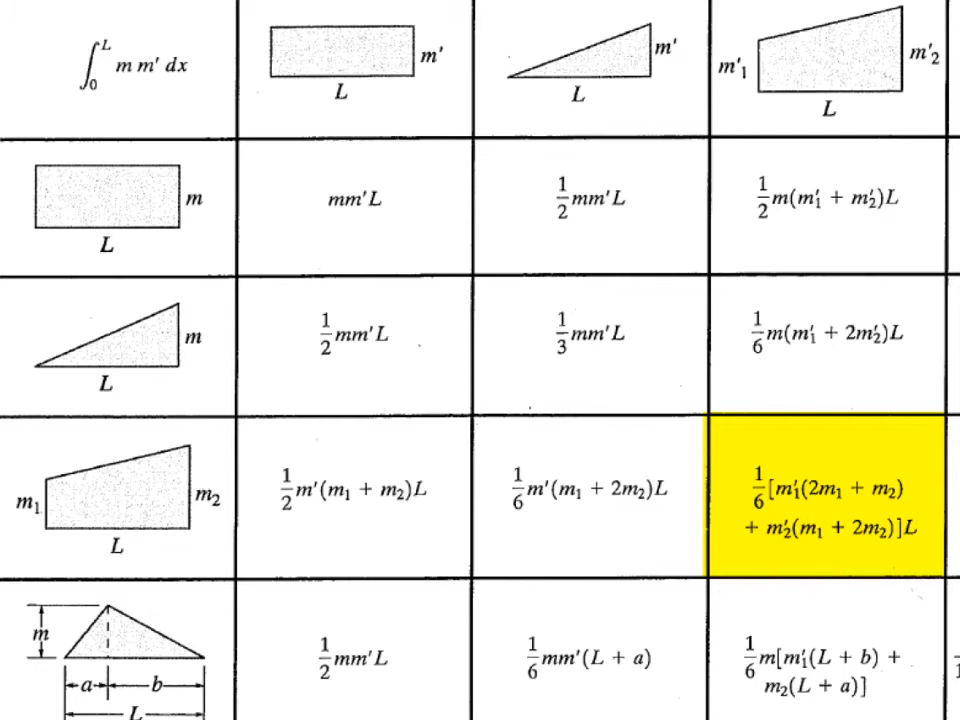 ∫₀ᴸ m m' dx
m'
L
m'
L
m'₁
m'₂
L
m
L
mm'L
1/2 mm'L
1/2 m(m'₁ + m'₂)L
m
L
1/2 mm'L
1/3 mm'L
1/6 m(m'₁ + 2m'₂)L
m₁
m₂
L
1/2 m'(m₁ + m₂)L
1/6 m'(m₁ + 2m₂)L
1/6 [m'₁(2m₁ + m₂)
+ m'₂(m₁ + 2m₂)]L
m
a
b
L
1/2 mm'L
1/6 mm'(L + a)
1/6 m[m'₁(L + b) +
m₂(L + a)]